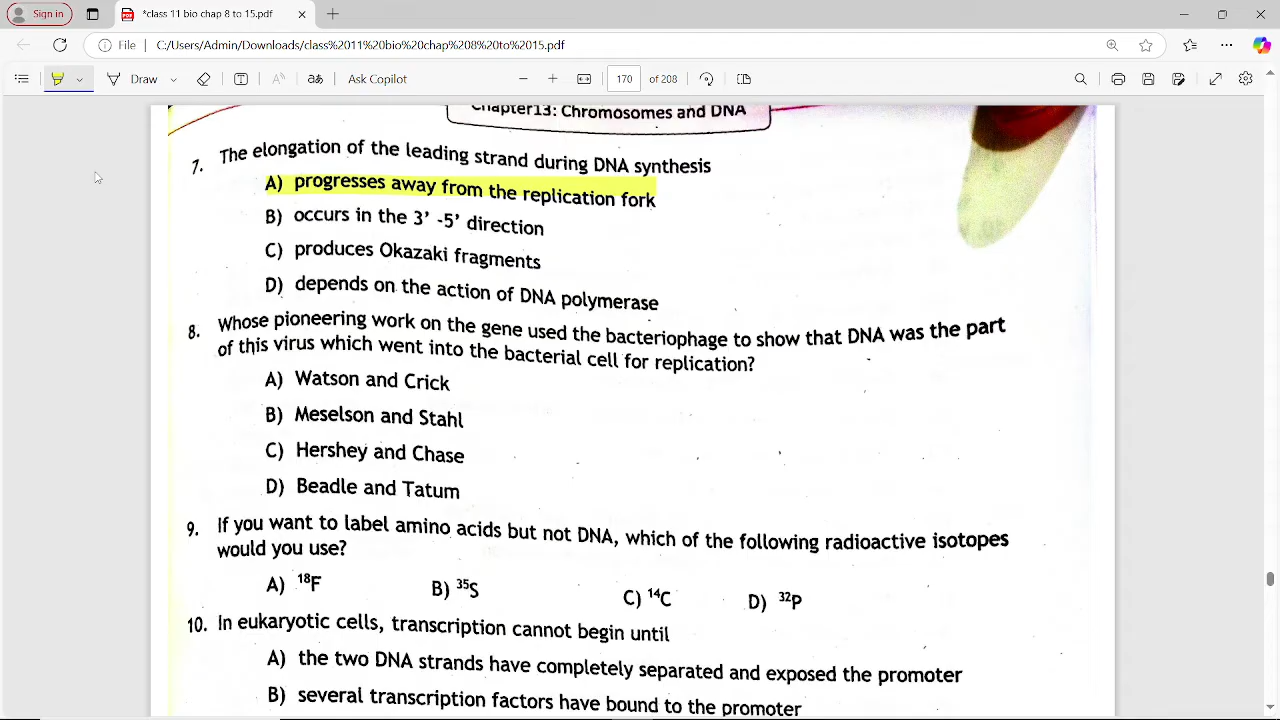 Sign in
*class 11 bio chap 8 to 15.pdf
File C:/Users/Admin/Downloads/class%2011%20bio%20chap%208%20to%2015.pdf
Draw Ask Copilot 170 of 208
Chapter13: Chromosomes and DNA
7. The elongation of the leading strand during DNA synthesis
A) progresses away from the replication fork
B) occurs in the 3’ -5’ direction
C) produces Okazaki fragments
D) depends on the action of DNA polymerase
8. Whose pioneering work on the gene used the bacteriophage to show that DNA was the part
of this virus which went into the bacterial cell for replication?
A) Watson and Crick
B) Meselson and Stahl
C) Hershey and Chase
D) Beadle and Tatum
9. If you want to label amino acids but not DNA, which of the following radioactive isotopes
would you use?
A) ¹⁸F B) ³⁵S C) ¹⁴C D) ³²P
10. In eukaryotic cells, transcription cannot begin until
A) the two DNA strands have completely separated and exposed the promoter
B) several transcription factors have bound to the promoter